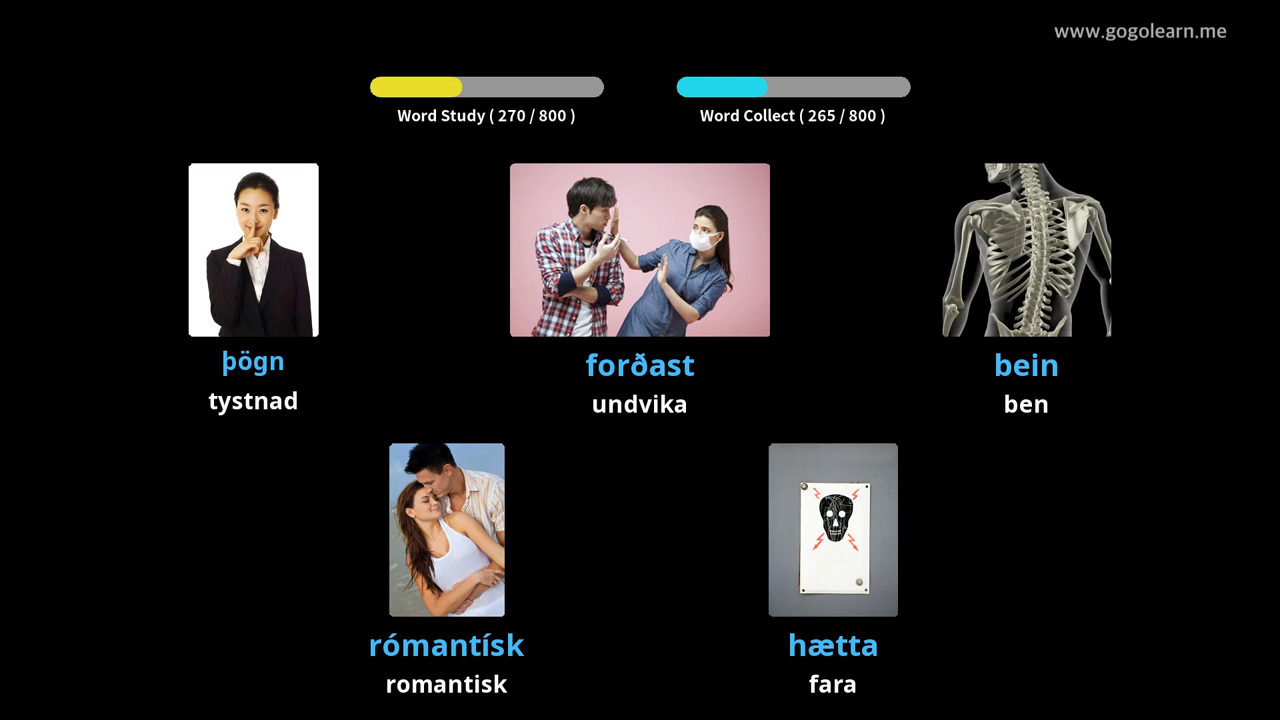 www.gogolearn.me
Word Study ( 270 / 800 )
Word Collect ( 265 / 800 )
þögn
tystnad
forðast
undvika
bein
ben
rómantísk
romantisk
hætta
fara